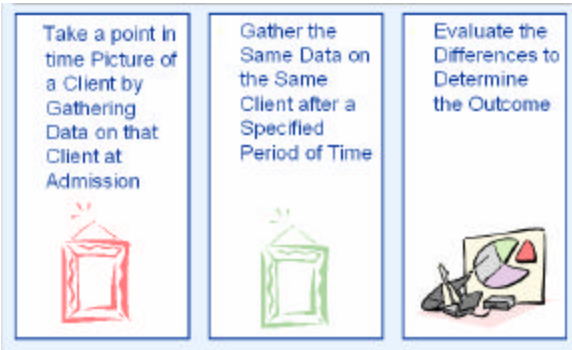 Take a point in
time Picture of
a Client by
Gathering
Data on that
Client at
Admission
Gather the
Same Data on
the Same
Client after a
Specified
Period of Time
Evaluate the
Differences to
Determine
the Outcome